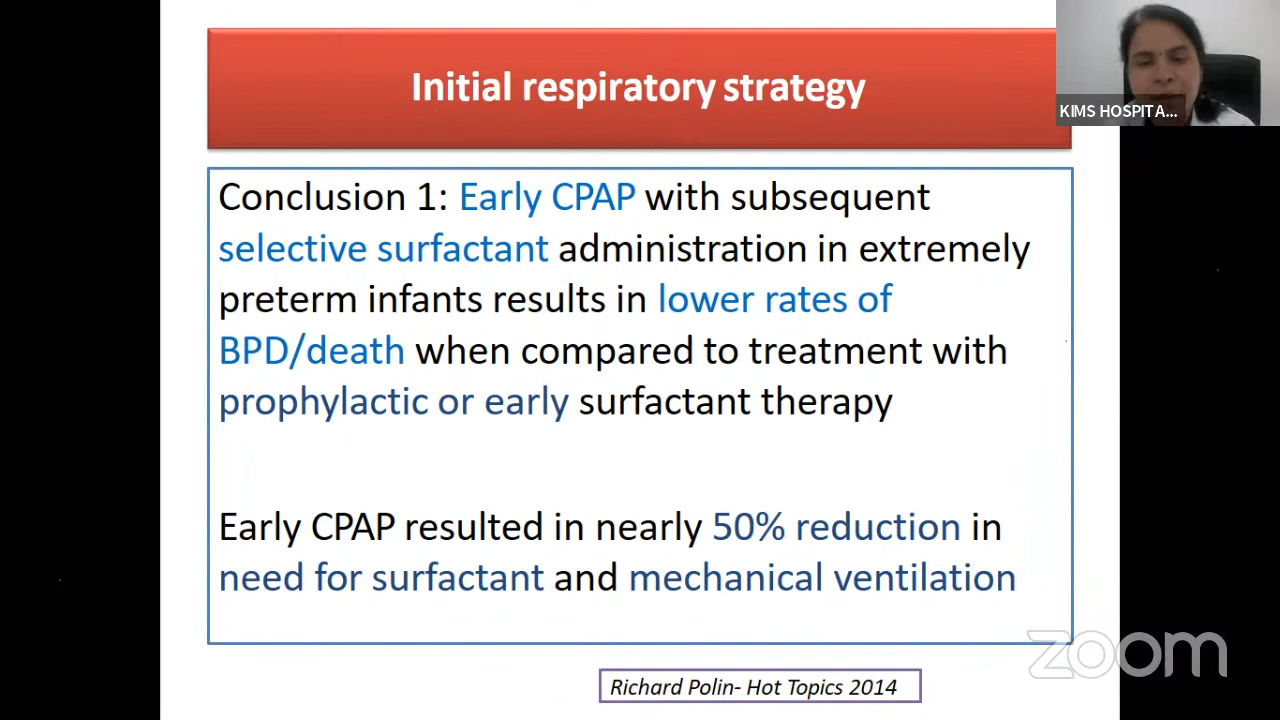 Initial respiratory strategy
KIMS HOSPITA...
Conclusion 1: Early CPAP with subsequent
selective surfactant administration in extremely
preterm infants results in lower rates of
BPD/death when compared to treatment with
prophylactic or early surfactant therapy
Early CPAP resulted in nearly 50% reduction in
need for surfactant and mechanical ventilation
zoom
Richard Polin- Hot Topics 2014